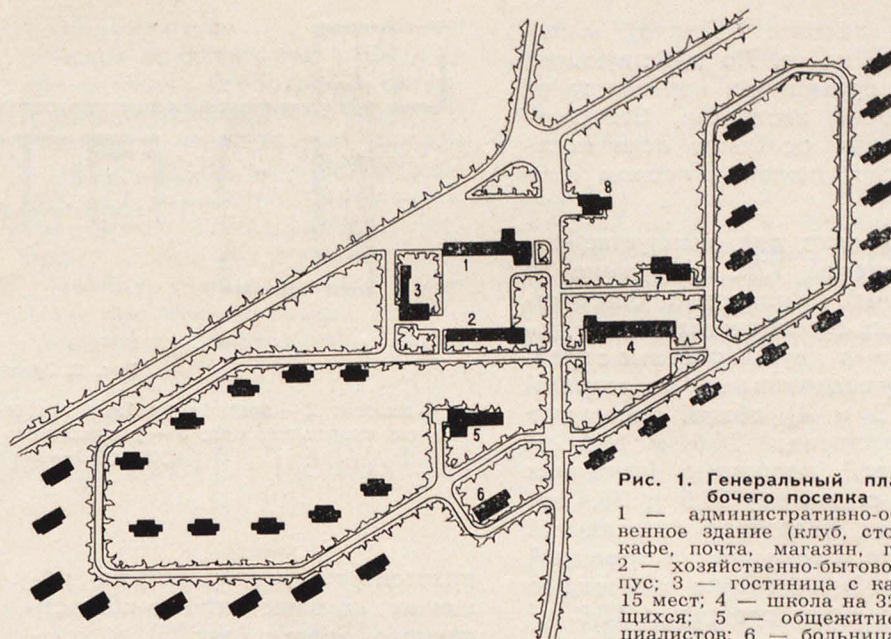 8
1
7
3
2
4
5
6
Рис. 1. Генеральный пла
бочего поселка
1 — административно-об
венное здание (клуб, сто
кафе, почта, магазин, г
2 — хозяйственно-бытово
пус; 3 — гостиница с ка
15 мест; 4 — школа на 32
щихся; 5 — общежити
циалистов; 6 — больниц